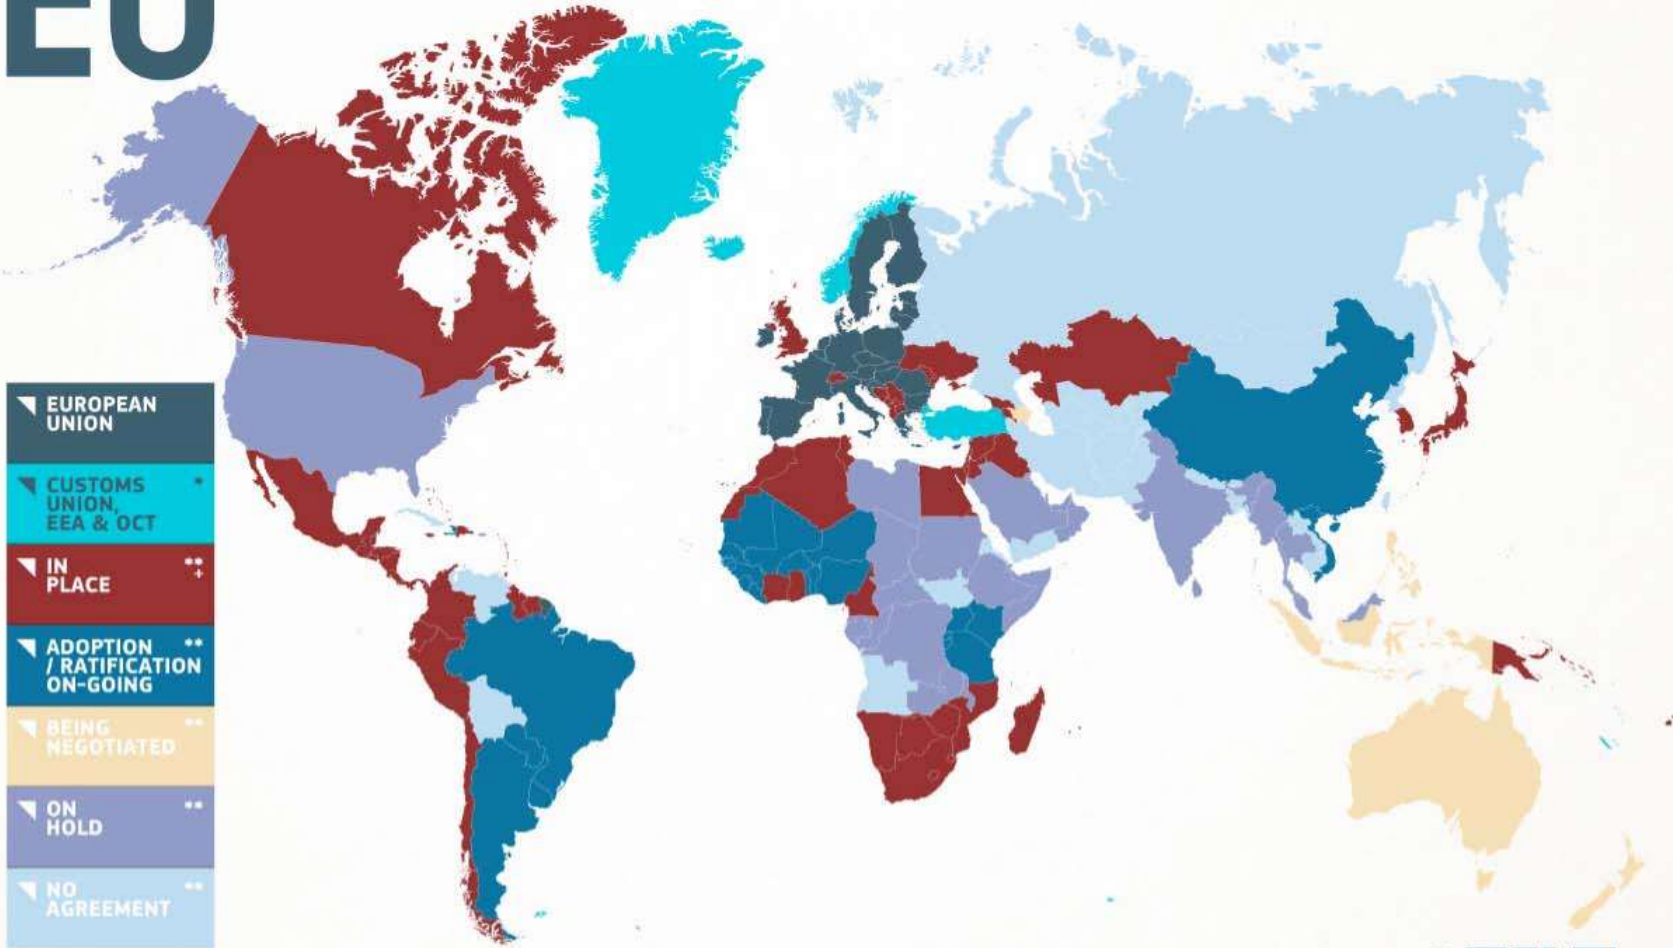 EU
EUROPEAN
UNION
CUSTOMS *
UNION,
EEA & OCT
IN **
PLACE +
ADOPTION **
/ RATIFICATION
ON-GOING
BEING **
NEGOTIATED
ON **
HOLD
NO **
AGREEMENT